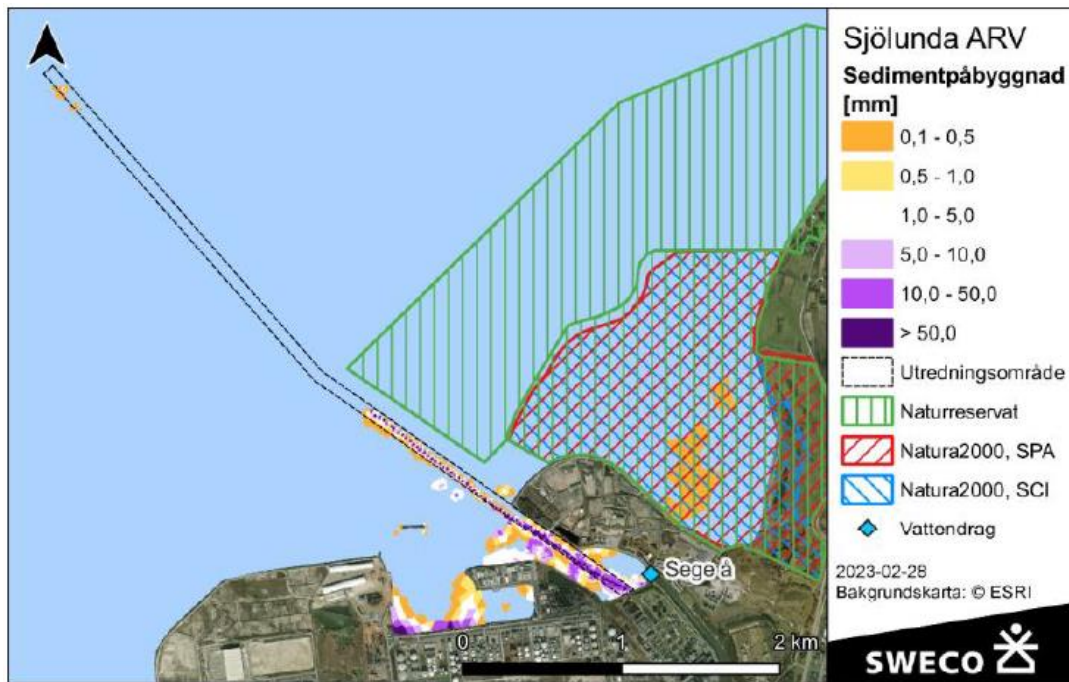 Sjölunda ARV
Sedimentpåbyggnad
[mm]
0,1 - 0,5
0,5 - 1,0
1,0 - 5,0
5,0 - 10,0
10,0 - 50,0
> 50,0
Utredningsområde
Naturreservat
Natura2000, SPA
Natura2000, SCI
Vattendrag
2023-02-28
Bakgrundskarta: © ESRI
SWECO
Sege å
0 1 2 km